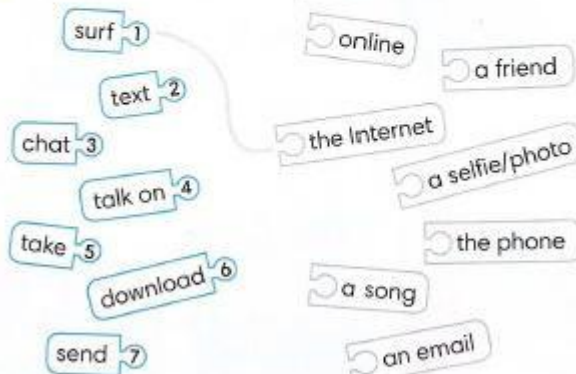 surf 1
text 2
chat 3
talk on 4
take 5
download 6
send 7
online
a friend
the Internet
a selfie/photo
the phone
a song
an email